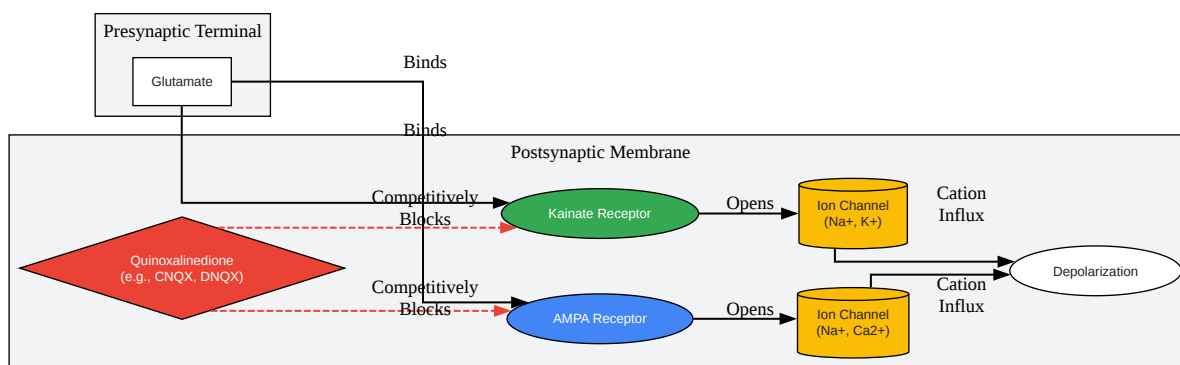 Presynaptic Terminal
Glutamate
Binds
Binds
Postsynaptic Membrane
Competitively
Blocks
Kainate Receptor
Opens
Ion Channel
(Na+, K+)
Cation
Influx
Quinoxalinedione
(e.g., CNQX, DNQX)
Depolarization
Competitively
Blocks
AMPA Receptor
Opens
Ion Channel
(Na+, Ca2+)
Cation
Influx